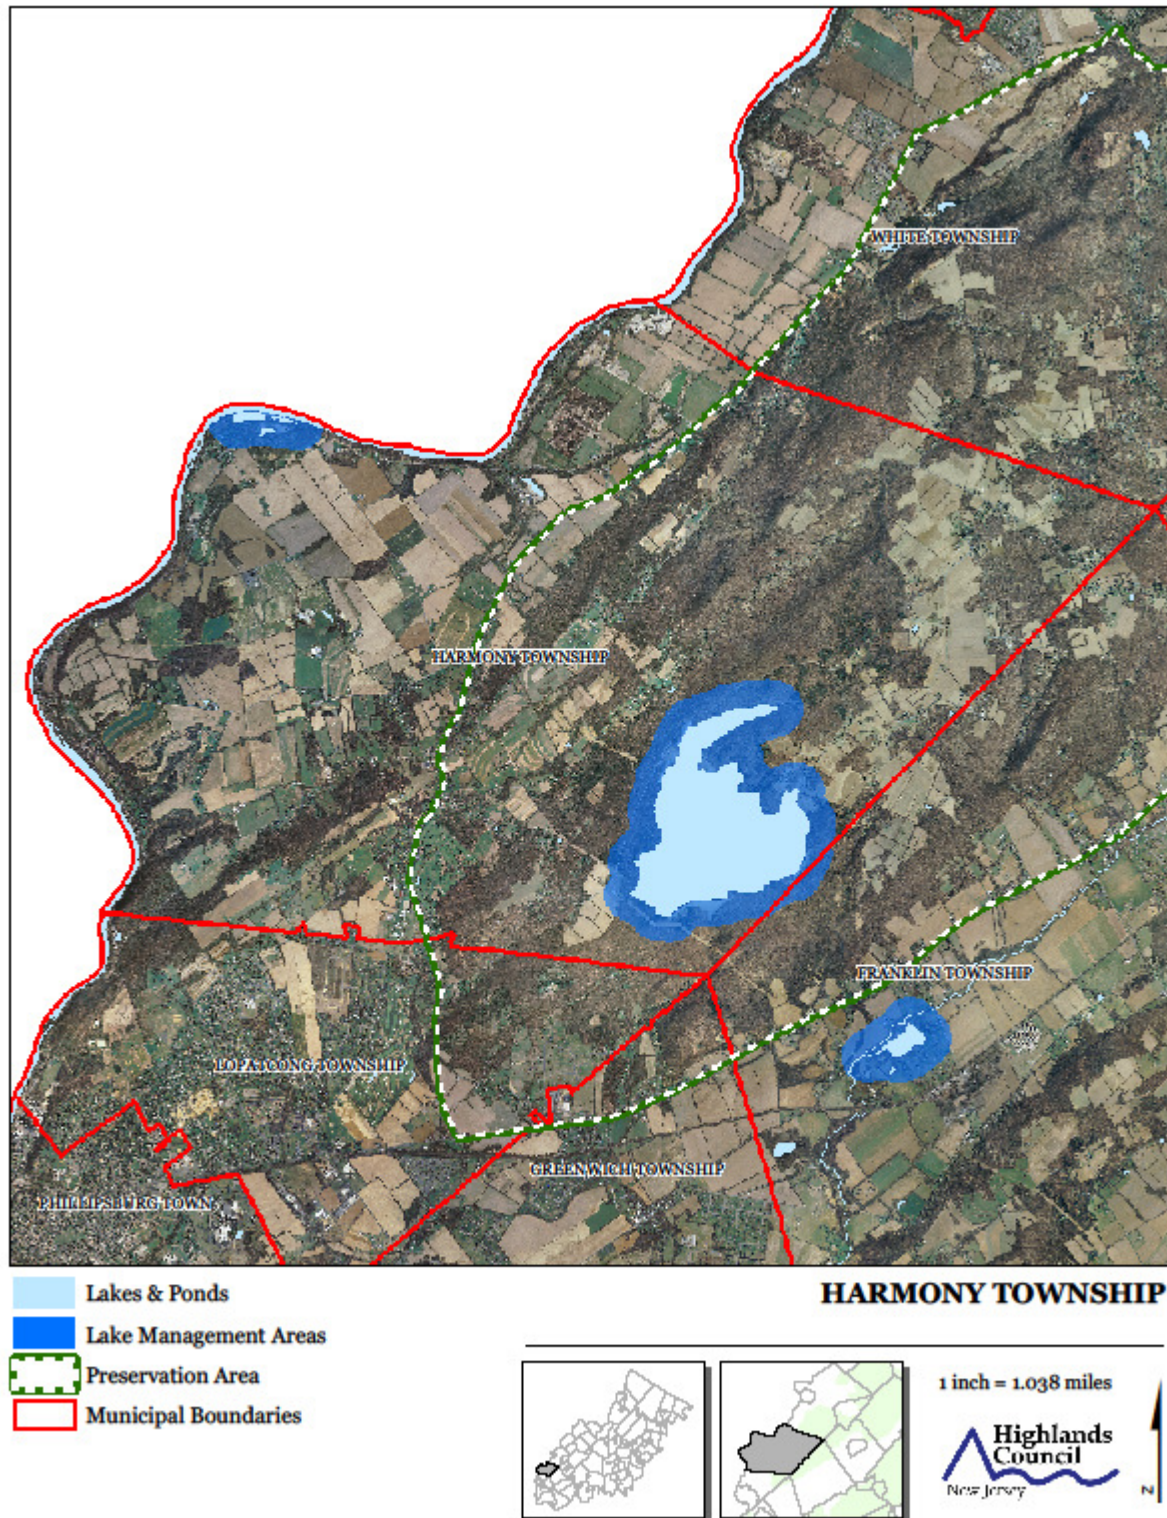 WHITE TOWNSHIP
HARMONY TOWNSHIP
FRANKLIN TOWNSHIP
LOPATCONG TOWNSHIP
GREENWICH TOWNSHIP
PHILLIPSBURG TOWN
Lakes & Ponds
Lake Management Areas
Preservation Area
Municipal Boundaries
HARMONY TOWNSHIP
1 inch = 1.038 miles
Highlands
Council
New Jersey
N